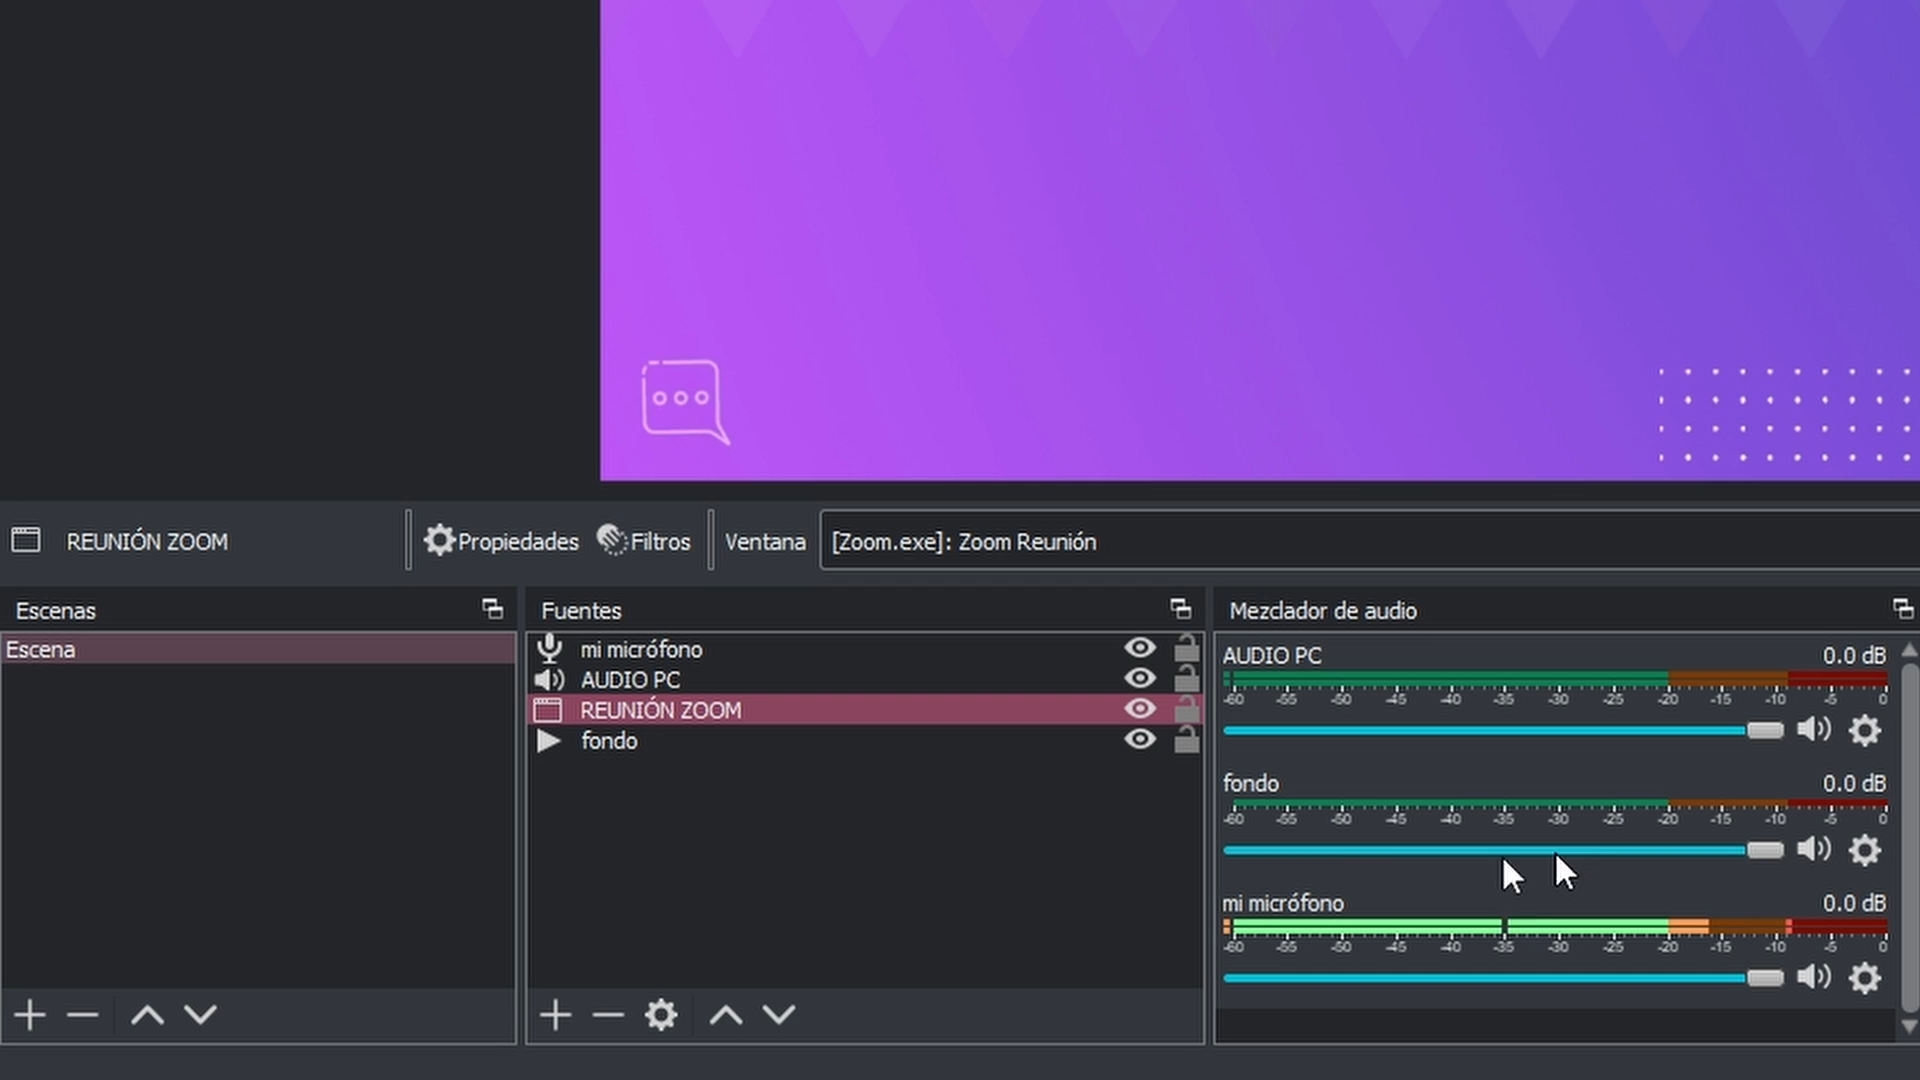 REUNIÓN ZOOM
Propiedades
Filtros
Ventana
[Zoom.exe]: Zoom Reunión
Escenas
Escena
Fuentes
mi micrófono
AUDIO PC
REUNIÓN ZOOM
fondo
Mezclador de audio
AUDIO PC 0.0 dB
-60 -55 -50 -45 -40 -35 -30 -25 -20 -15 -10 -5 0
fondo 0.0 dB
-60 -55 -50 -45 -40 -35 -30 -25 -20 -15 -10 -5 0
mi micrófono 0.0 dB
-60 -55 -50 -45 -40 -35 -30 -25 -20 -15 -10 -5 0